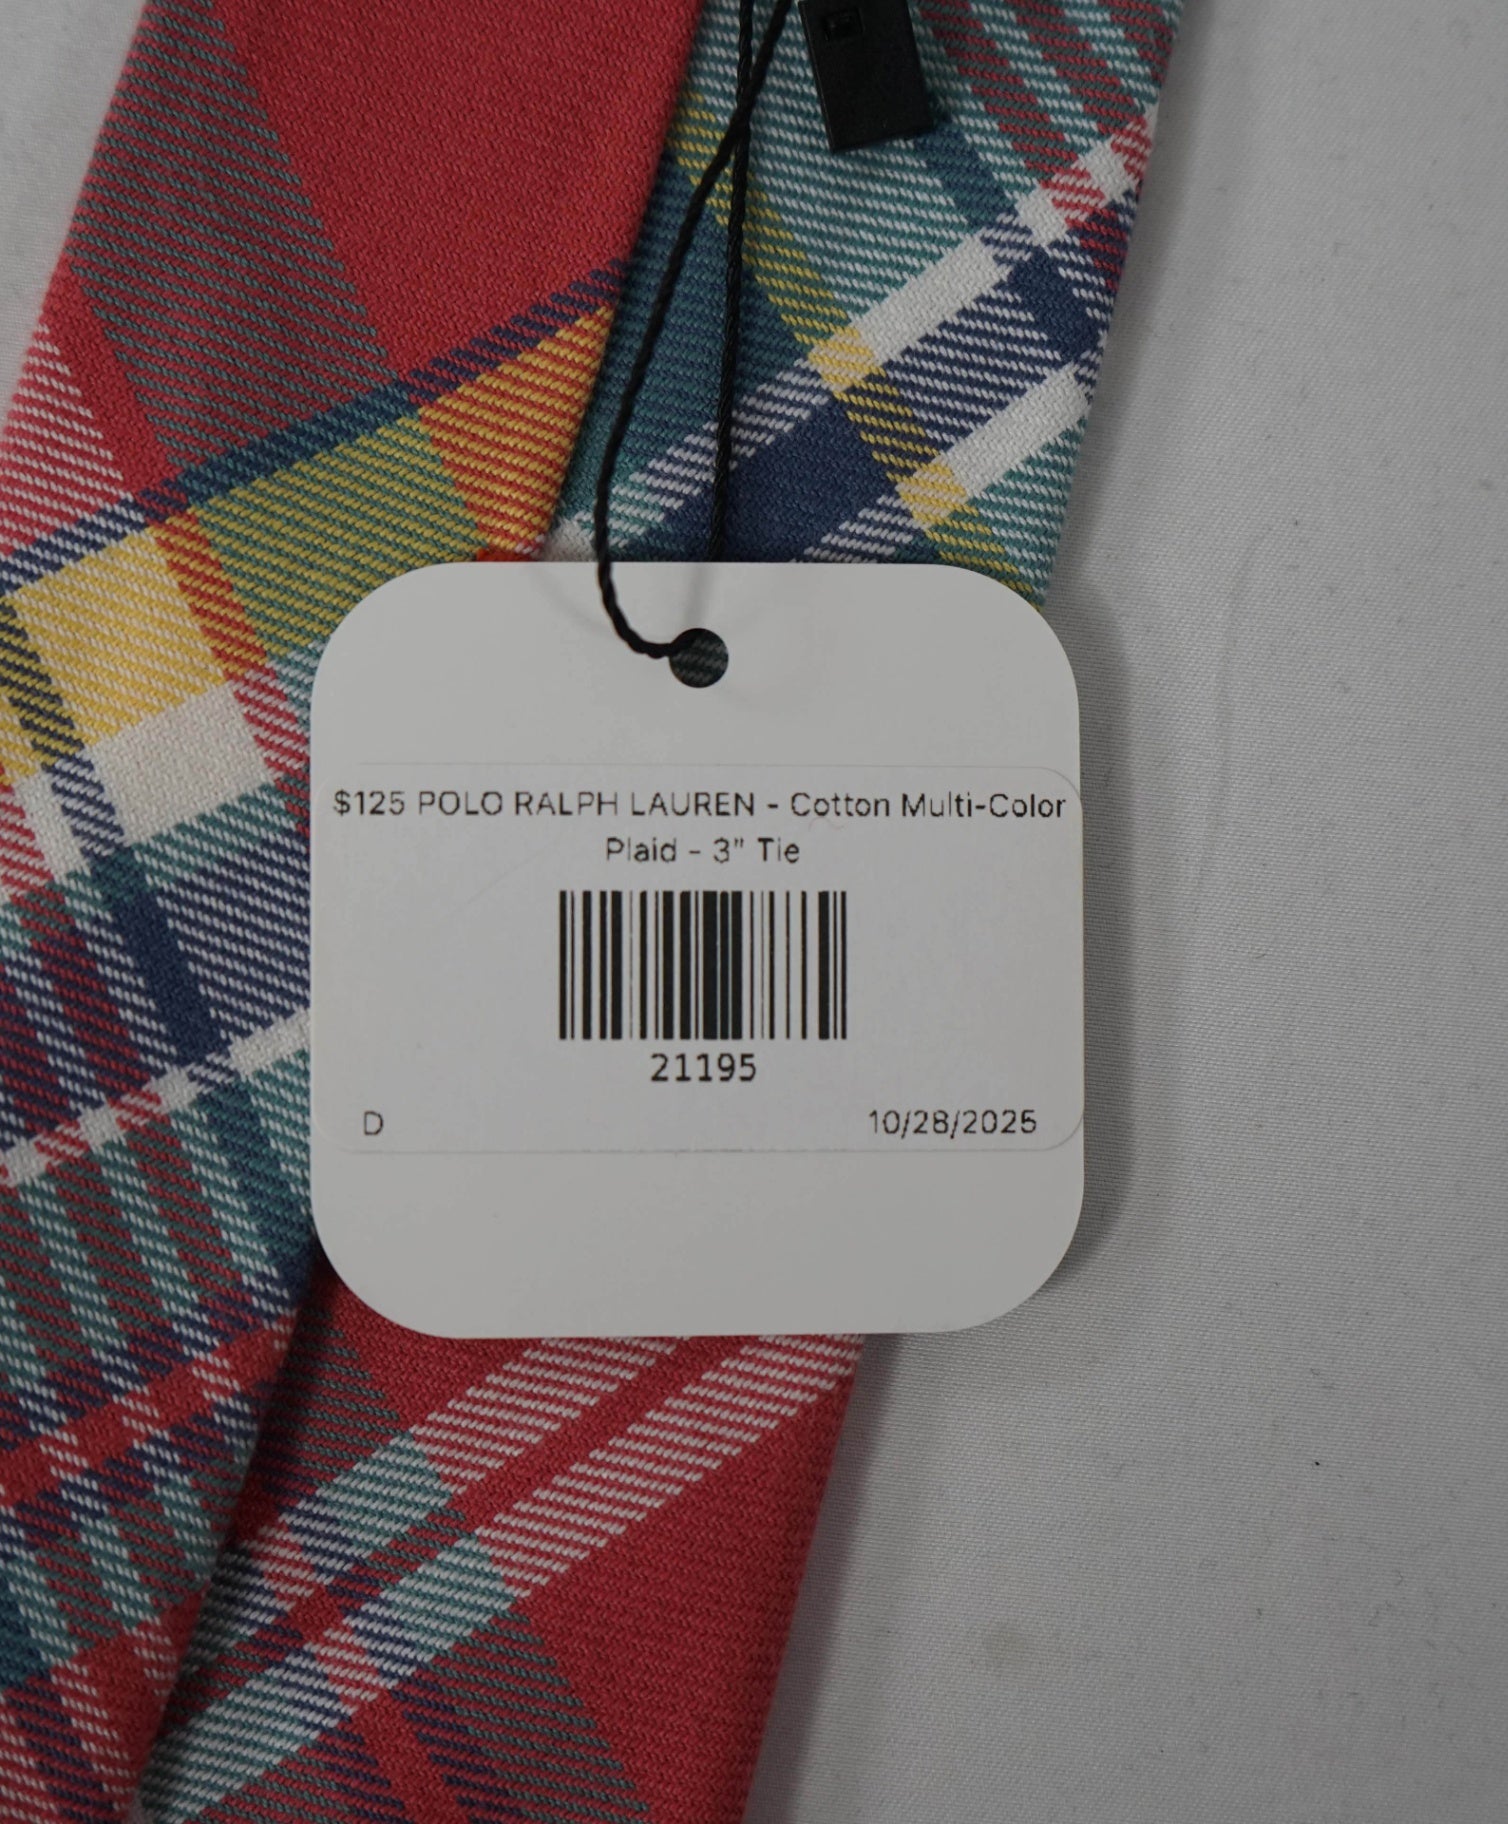 $125 POLO RALPH LAUREN - Cotton Multi-Color
Plaid - 3" Tie
21195
D
10/28/2025